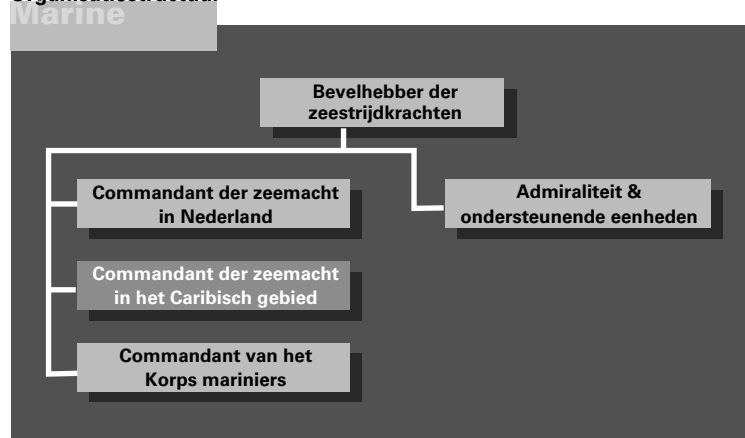 Marine
Bevelhebber der
zeestrijdkrachten
Commandant der zeemacht
in Nederland
Admiraliteit &
ondersteunende eenheden
Commandant der zeemacht
in het Caribisch gebied
Commandant van het
Korps mariniers